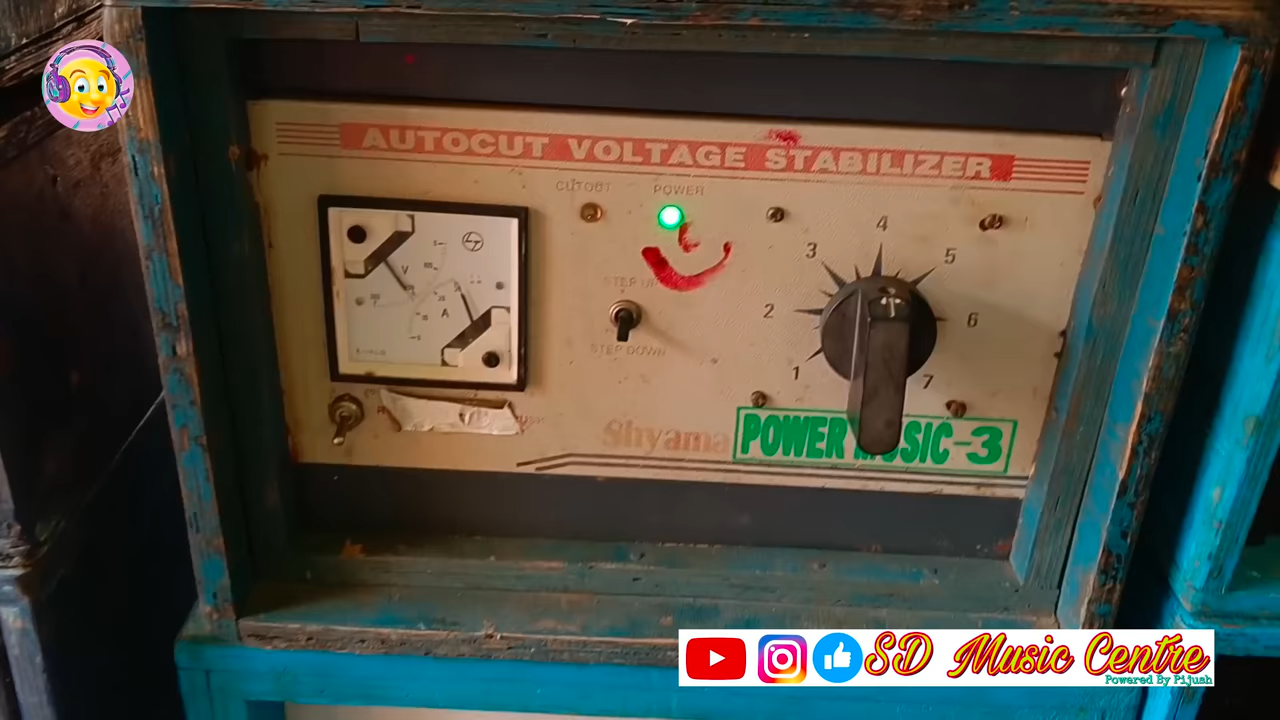 AUTOCUT VOLTAGE STABILIZER
CUTOUT
POWER
4
3
5
STEP UP
2
6
V
A
STEP DOWN
1
7
Shyama
POWER MUSIC-3
SD Music Centre
Powered By Pijush